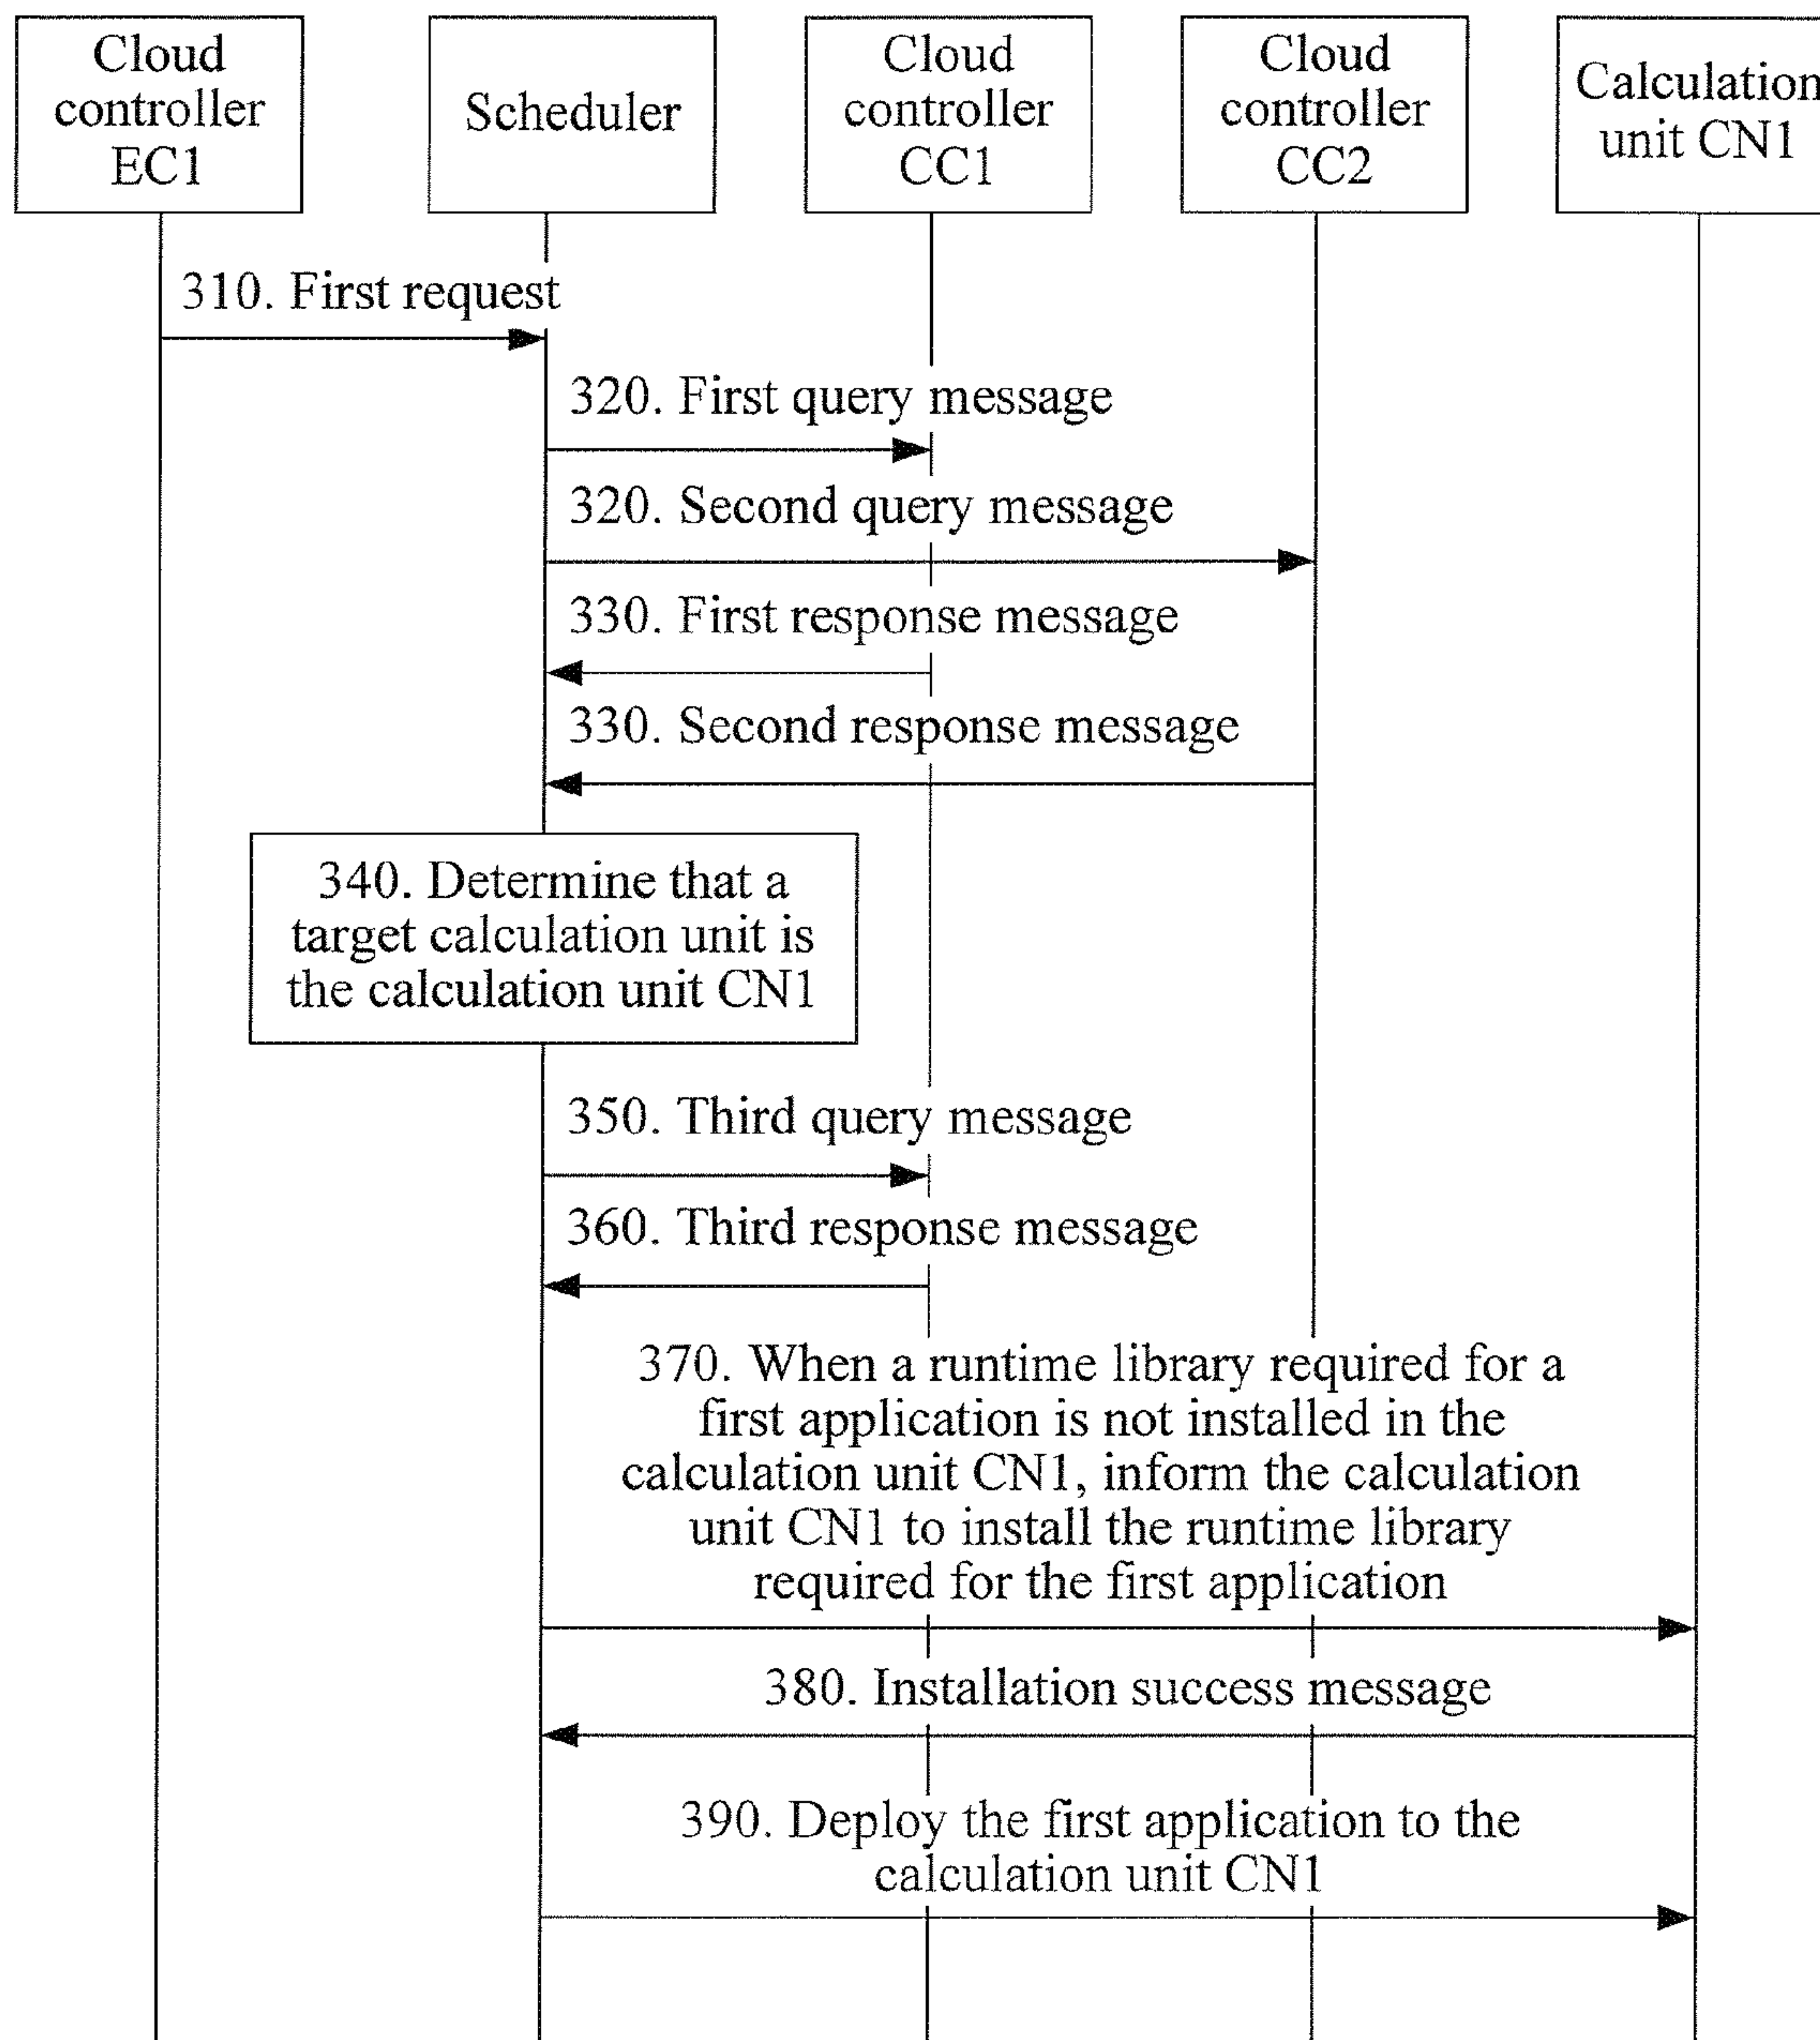 Cloud
controller
EC1
Scheduler
Cloud
controller
CC1
Cloud
controller
CC2
Calculation
unit CN1
310. First request
320. First query message
320. Second query message
330. First response message
330. Second response message
340. Determine that a
target calculation unit is
the calculation unit CN1
350. Third query message
360. Third response message
370. When a runtime library required for a
first application is not installed in the
calculation unit CN1, inform the calculation
unit CN1 to install the runtime library
required for the first application
380. Installation success message
390. Deploy the first application to the
calculation unit CN1